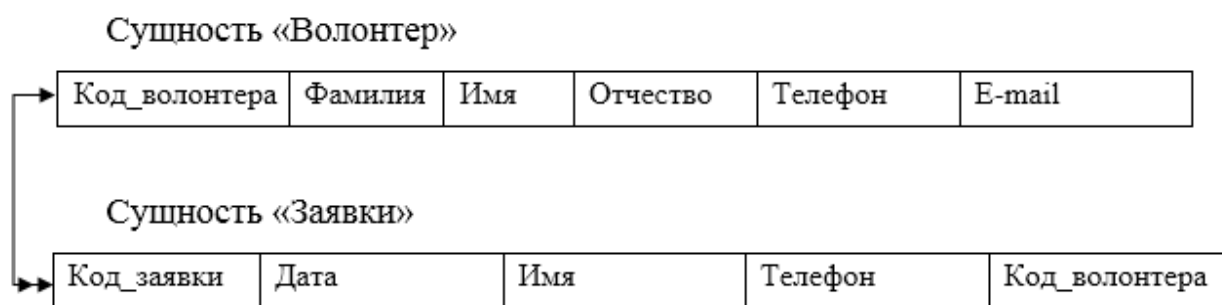 Сущность «Волонтер»
Код_волонтера Фамилия Имя Отчество Телефон E-mail
Сущность «Заявки»
Код_заявки Дата Имя Телефон Код_волонтера